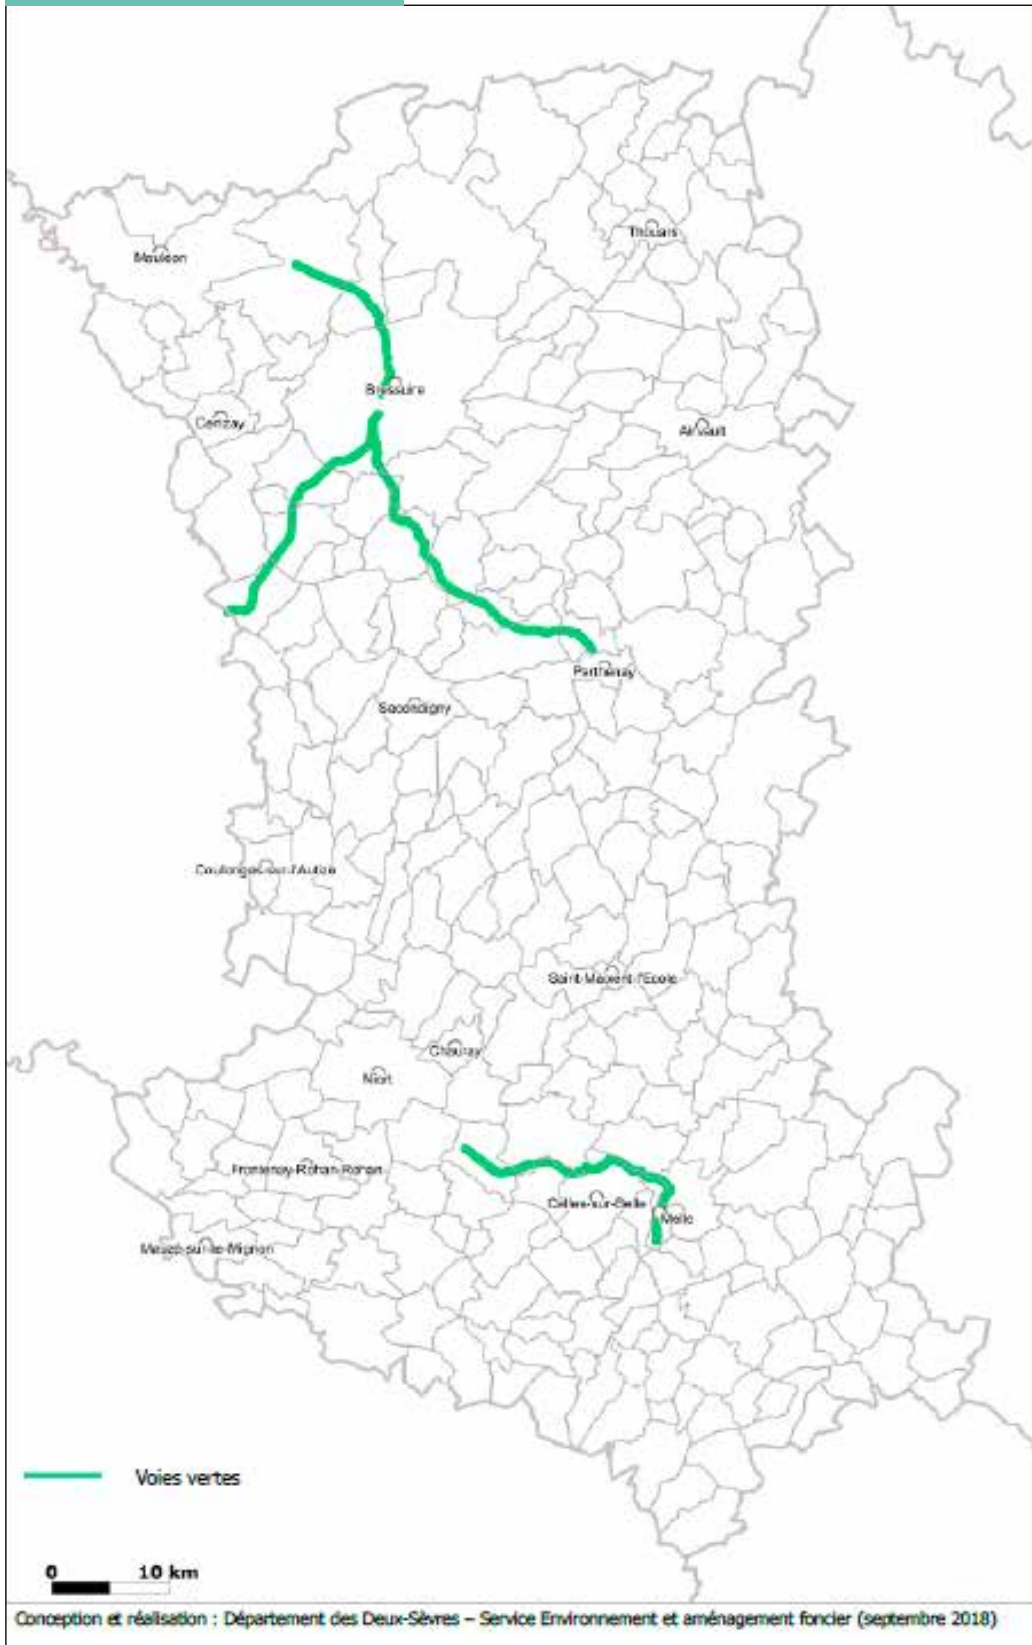 Thouars
Mauléon
Bressuire
Cerizay
Airvault
Parthenay
Secondigny
Coulonges-sur-l'Autize
Saint-Maixent-l'Ecole
Chauray
Niort
Frontenay-Rohan-Rohan
Celles-sur-Belle
Melle
Mauzé-sur-le-Mignon
Voies vertes
0 10 km
Conception et réalisation : Département des Deux-Sèvres – Service Environnement et aménagement foncier (septembre 2018)